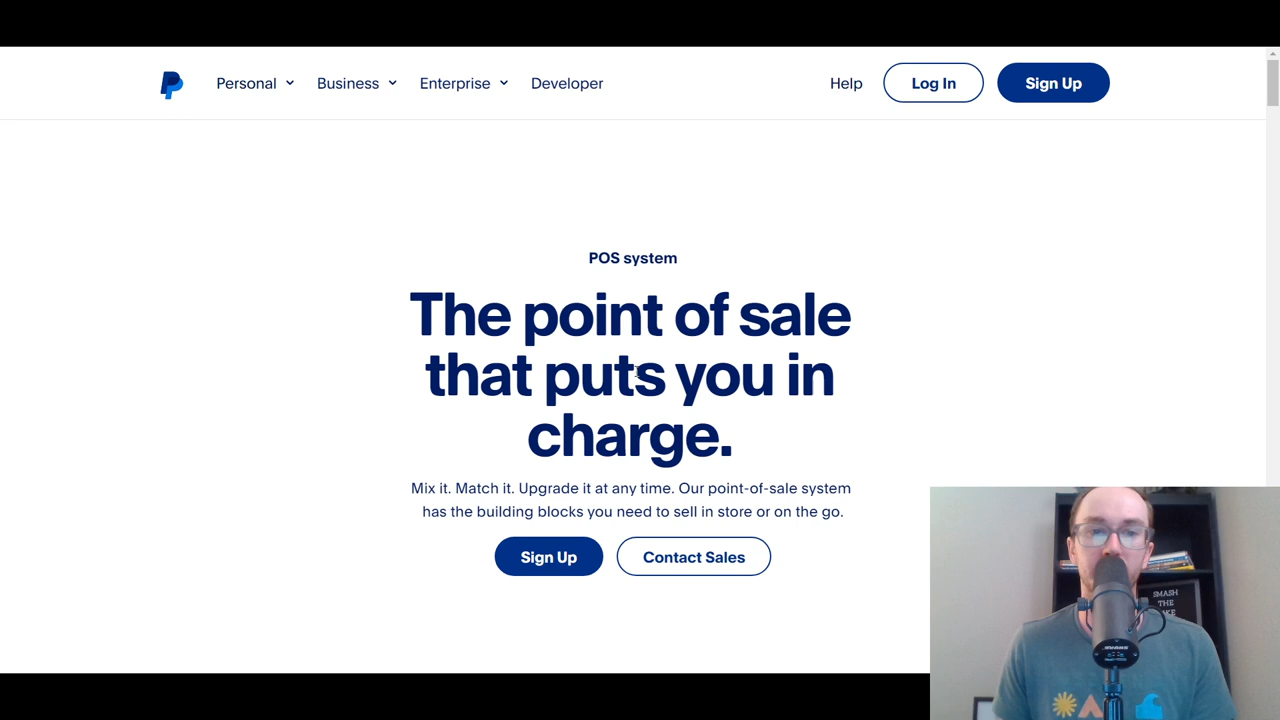 Personal Business Enterprise Developer Help Log In Sign Up
POS system
The point of sale
that puts you in
charge.
Mix it. Match it. Upgrade it at any time. Our point-of-sale system
has the building blocks you need to sell in store or on the go.
Sign Up Contact Sales
SMASH
THE